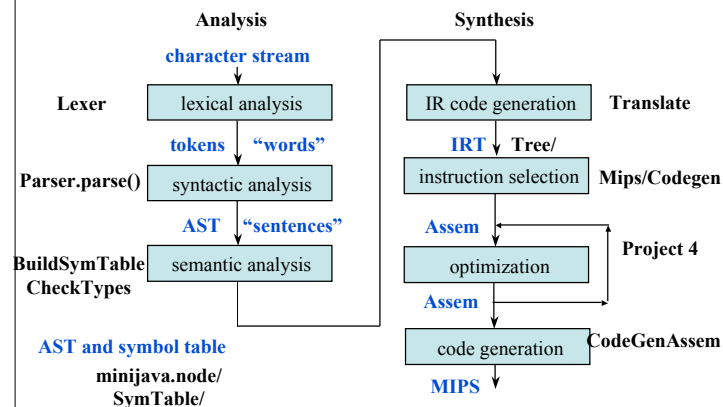 Analysis
Synthesis
character stream
Lexer
lexical analysis
IR code generation
Translate
tokens
“words”
IRT
Tree/
Parser.parse()
syntactic analysis
instruction selection
Mips/Codegen
AST
“sentences”
Assem
BuildSymTable
CheckTypes
semantic analysis
Project 4
optimization
Assem
AST and symbol table
code generation
CodeGenAssem
minijava.node/
SymTable/
MIPS